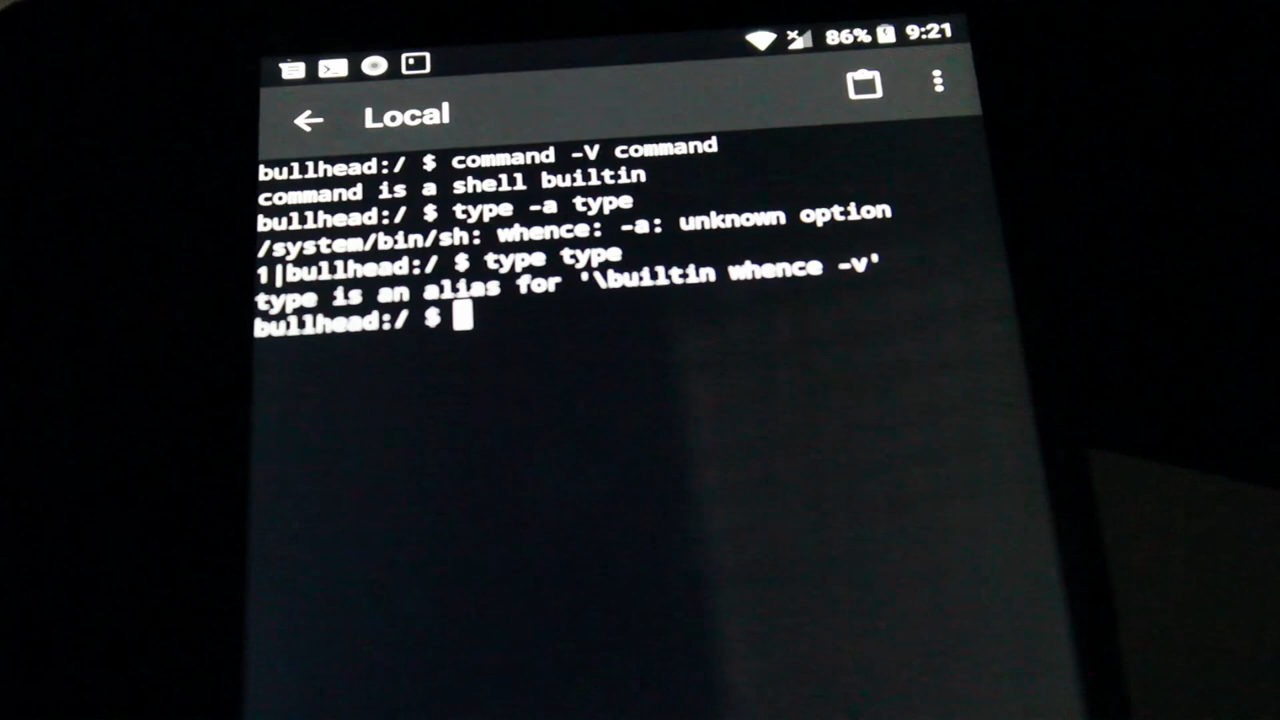 86% 9:21
Local
bullhead:/ $ command -V command
command is a shell builtin
bullhead:/ $ type -a type
/system/bin/sh: whence: -a: unknown option
1|bullhead:/ $ type type
type is an alias for '\builtin whence -v'
bullhead:/ $